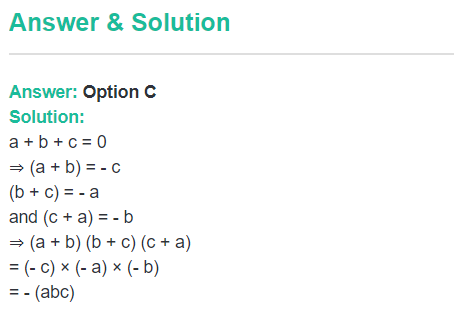 Answer & Solution
Answer: Option C
Solution:
a + b + c = 0
⇒ (a + b) = - c
(b + c) = - a
and (c + a) = - b
⇒ (a + b) (b + c) (c + a)
= (- c) × (- a) × (- b)
= - (abc)